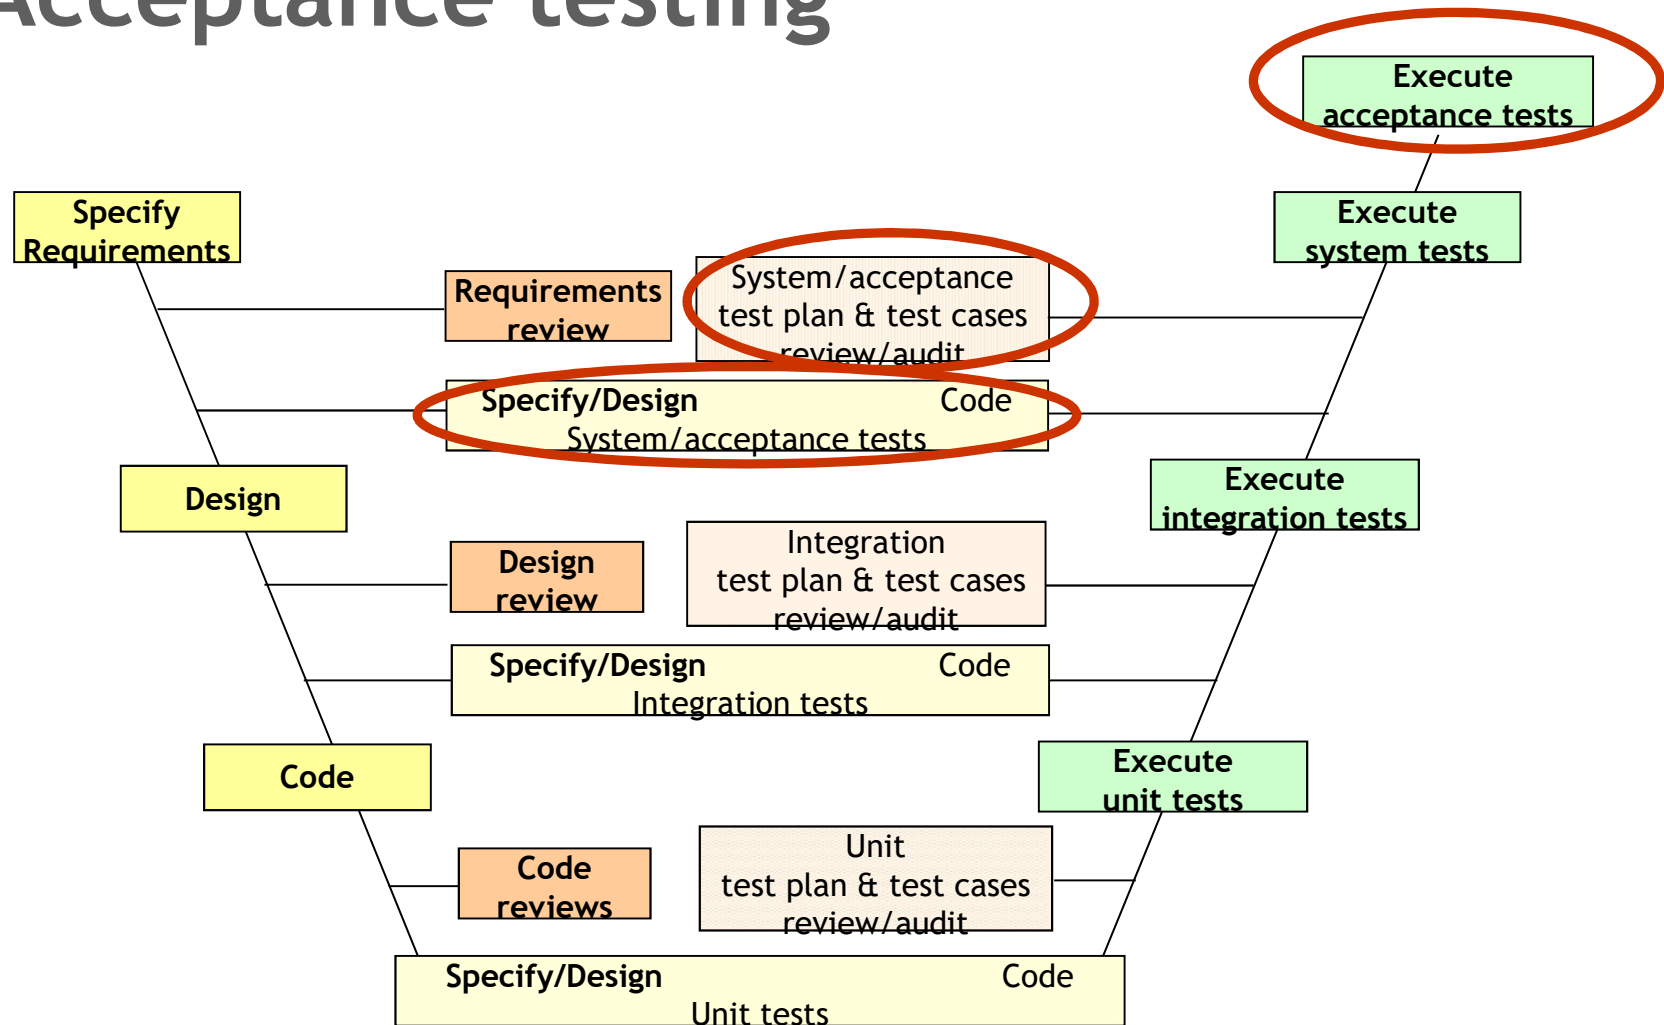 Acceptance testing
Execute
acceptance tests
Specify
Requirements
Execute
system tests
Requirements
review
System/acceptance
test plan & test cases
review/audit
Specify/Design Code
System/acceptance tests
Design
Execute
integration tests
Design
review
Integration
test plan & test cases
review/audit
Specify/Design Code
Integration tests
Code
Execute
unit tests
Code
reviews
Unit
test plan & test cases
review/audit
Specify/Design Code
Unit tests